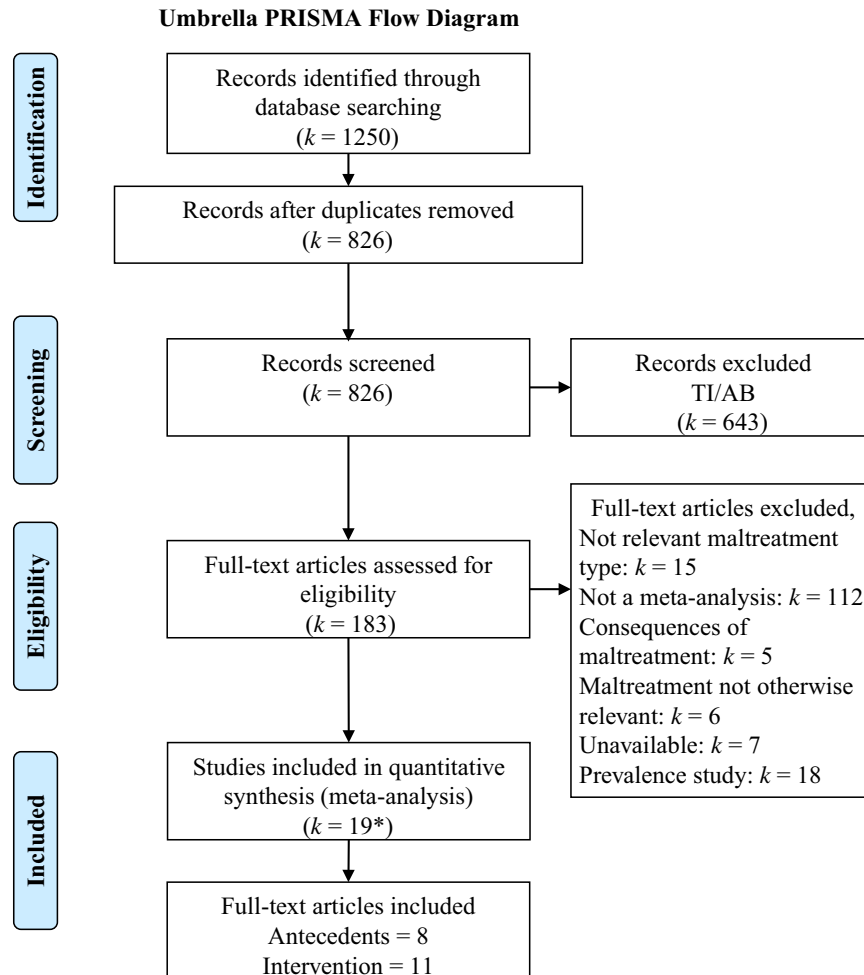 Umbrella PRISMA Flow Diagram
Identification
Records identified through
database searching
(k = 1250)
Records after duplicates removed
(k = 826)
Screening
Records screened
(k = 826)
Records excluded
TI/AB
(k = 643)
Eligibility
Full-text articles assessed for
eligibility
(k = 183)
Full-text articles excluded,
Not relevant maltreatment
type: k = 15
Not a meta-analysis: k = 112
Consequences of
maltreatment: k = 5
Maltreatment not otherwise
relevant: k = 6
Unavailable: k = 7
Prevalence study: k = 18
Included
Studies included in quantitative
synthesis (meta-analysis)
(k = 19*)
Full-text articles included
Antecedents = 8
Intervention = 11